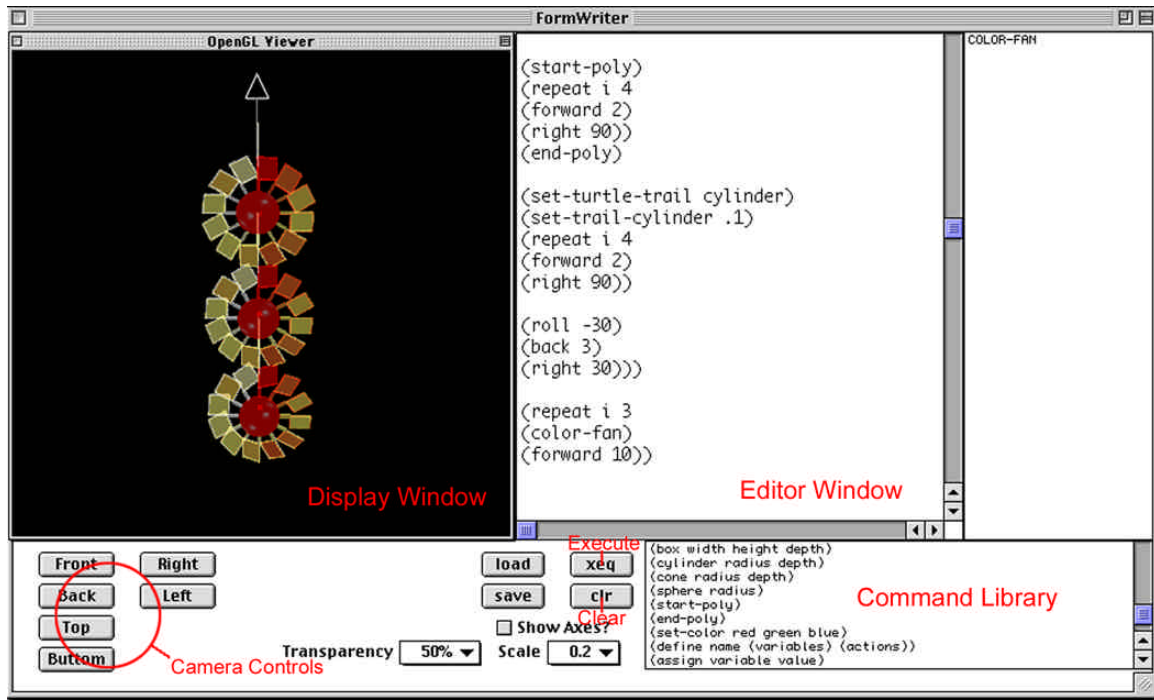 FormWriter
OpenGL Viewer
Display Window
(start-poly)
(repeat i 4
(forward 2)
(right 90))
(end-poly)
(set-turtle-trail cylinder)
(set-trail-cylinder .1)
(repeat i 4
(forward 2)
(right 90))
(roll -30)
(back 3)
(right 30)))
(repeat i 3
(color-fan)
(forward 10))
Editor Window
COLOR-FAN
Front
Right
Back
Left
Top
Buttom
Camera Controls
load
Execute
xeq
save
clr
Clear
Show Axes?
Transparency 50%
Scale 0.2
(box width height depth)
(cylinder radius depth)
(cone radius depth)
(sphere radius)
(start-poly)
(end-poly)
(set-color red green blue)
(define name (variables) (actions))
(assign variable value)
Command Library